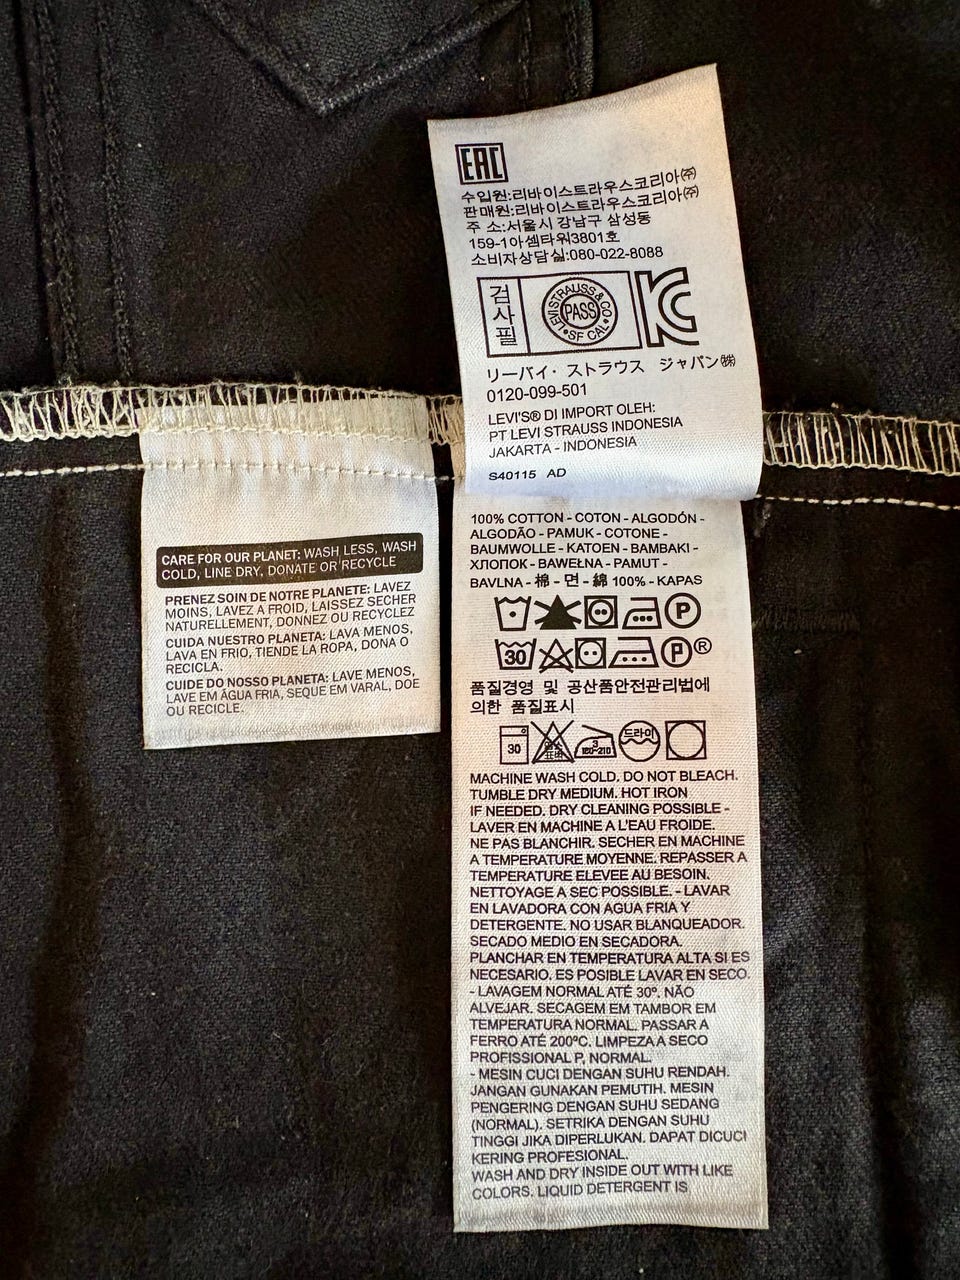 CARE FOR OUR PLANET: WASH LESS, WASH
COLD, LINE DRY, DONATE OR RECYCLE
PRENEZ SOIN DE NOTRE PLANETE: LAVEZ
MOINS, LAVEZ A FROID, LAISSEZ SECHER
NATURELLEMENT, DONNEZ OU RECYCLEZ
CUIDA NUESTRO PLANETA: LAVA MENOS,
LAVA EN FRIO, TIENDE LA ROPA, DONA O
RECICLA.
CUIDE DO NOSSO PLANETA: LAVE MENOS,
LAVE EM ÁGUA FRIA, SEQUE EM VARAL, DOE
OU RECICLE.
EAC
수입원:리바이스트라우스코리아㈜
판매원:리바이스트라우스코리아㈜
주 소:서울시 강남구 삼성동
159-1아셈타워3801호
소비자상담실:080-022-8088
검사필
LEVI STRAUSS & CO
PASS
SF CAL
KC
リーバイ・ストラウス ジャパン㈱
0120-099-501
LEVI'S® DI IMPORT OLEH:
PT LEVI STRAUSS INDONESIA
JAKARTA - INDONESIA
S40115 AD
100% COTTON - COTON - ALGODÓN -
ALGODÃO - PAMUK - COTONE -
BAUMWOLLE - KATOEN - BAMBAKI -
ХЛОПОК - BAWEŁNA - PAMUT -
BAVLNA - 棉 - 면 - 綿 100% - KAPAS
P
30 P®
품질경영 및 공산품안전관리법에
의한 품질표시
30 염소표백 3 180-210 드라이
MACHINE WASH COLD. DO NOT BLEACH.
TUMBLE DRY MEDIUM. HOT IRON
IF NEEDED. DRY CLEANING POSSIBLE -
LAVER EN MACHINE A L'EAU FROIDE.
NE PAS BLANCHIR. SECHER EN MACHINE
A TEMPERATURE MOYENNE. REPASSER A
TEMPERATURE ELEVEE AU BESOIN.
NETTOYAGE A SEC POSSIBLE. - LAVAR
EN LAVADORA CON AGUA FRIA Y
DETERGENTE. NO USAR BLANQUEADOR.
SECADO MEDIO EN SECADORA.
PLANCHAR EN TEMPERATURA ALTA SI ES
NECESARIO. ES POSIBLE LAVAR EN SECO.
- LAVAGEM NORMAL ATÉ 30º. NÃO
ALVEJAR. SECAGEM EM TAMBOR EM
TEMPERATURA NORMAL. PASSAR A
FERRO ATÉ 200ºC. LIMPEZA A SECO
PROFISSIONAL P, NORMAL.
- MESIN CUCI DENGAN SUHU RENDAH.
JANGAN GUNAKAN PEMUTIH. MESIN
PENGERING DENGAN SUHU SEDANG
(NORMAL). SETRIKA DENGAN SUHU
TINGGI JIKA DIPERLUKAN. DAPAT DICUCI
KERING PROFESIONAL.
WASH AND DRY INSIDE OUT WITH LIKE
COLORS. LIQUID DETERGENT IS